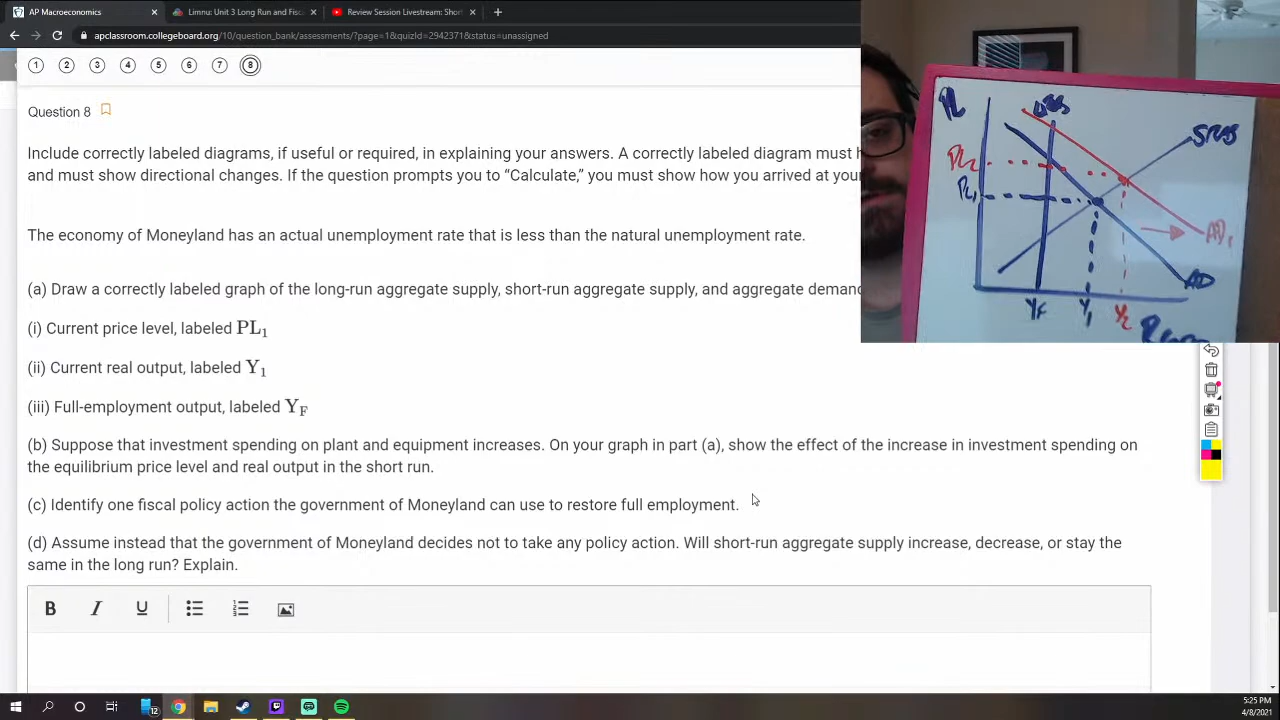 AP Macroeconomics
Limnu: Unit 3 Long Run and Fisc
Review Session Livestream: Short
apclassroom.collegeboard.org/10/question_bank/assessments/?page=1&quizId=2942371&status=unassigned
1 2 3 4 5 6 7 8
Question 8
Include correctly labeled diagrams, if useful or required, in explaining your answers. A correctly labeled diagram must h
and must show directional changes. If the question prompts you to “Calculate,” you must show how you arrived at your
The economy of Moneyland has an actual unemployment rate that is less than the natural unemployment rate.
(a) Draw a correctly labeled graph of the long-run aggregate supply, short-run aggregate supply, and aggregate demand
(i) Current price level, labeled PL1
(ii) Current real output, labeled Y1
(iii) Full-employment output, labeled YF
(b) Suppose that investment spending on plant and equipment increases. On your graph in part (a), show the effect of the increase in investment spending on
the equilibrium price level and real output in the short run.
(c) Identify one fiscal policy action the government of Moneyland can use to restore full employment.
(d) Assume instead that the government of Moneyland decides not to take any policy action. Will short-run aggregate supply increase, decrease, or stay the
same in the long run? Explain.
B I U
PL
LRAS
SRAS
PL2
PL1
AD1
AD
YF Y1 Y2
12
5:25 PM
4/8/2021